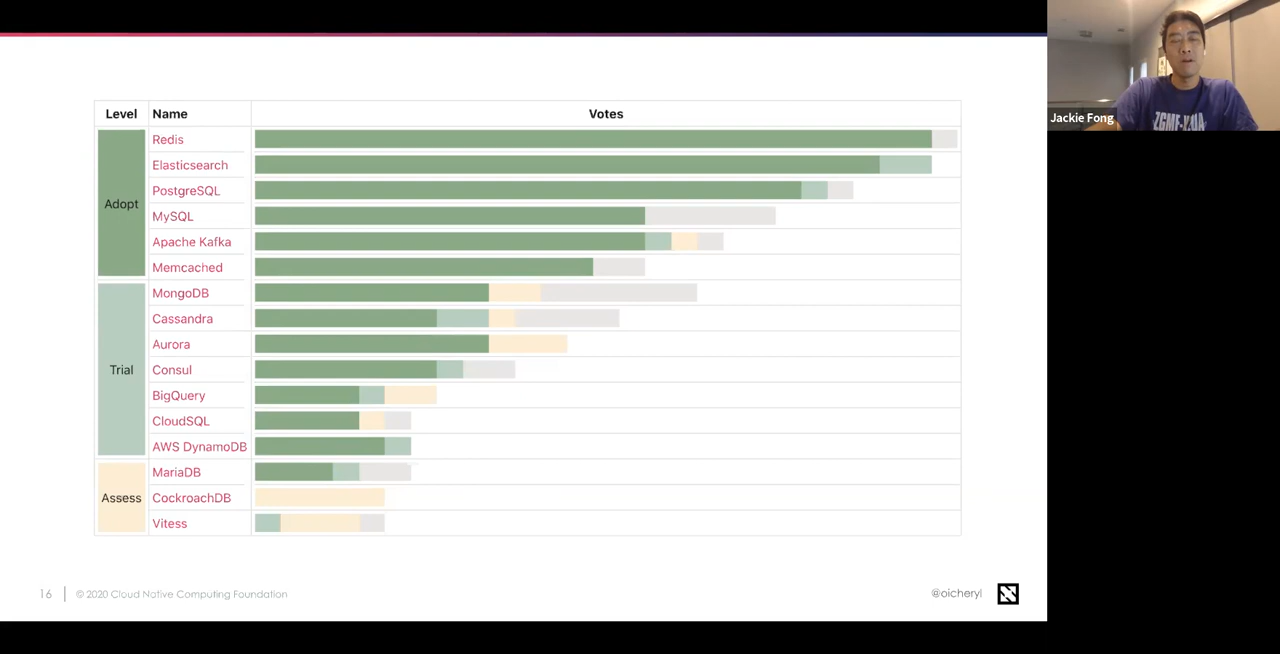 Level Name Votes
Adopt
Redis
Elasticsearch
PostgreSQL
MySQL
Apache Kafka
Memcached
Trial
MongoDB
Cassandra
Aurora
Consul
BigQuery
CloudSQL
AWS DynamoDB
Assess
MariaDB
CockroachDB
Vitess
16 © 2020 Cloud Native Computing Foundation @oicheryl
Jackie Fong